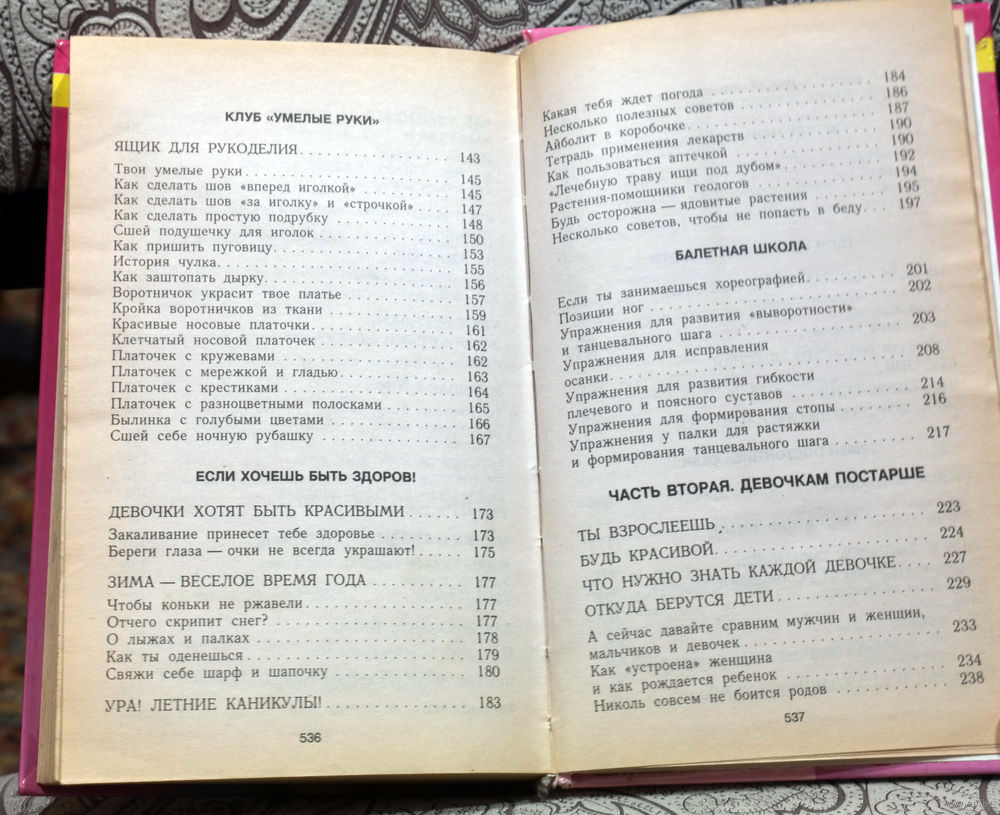 КЛУБ «УМЕЛЫЕ РУКИ»
ЯЩИК ДЛЯ РУКОДЕЛИЯ. . . . . . . . . . . . . . . 143
Твои умелые руки. . . . . . . . . . . . . . . . . . . . 145
Как сделать шов «вперед иголкой» . . . . . . . . . 145
Как сделать шов «за иголку» и «строчкой» . . . . 147
Как сделать простую подрубку . . . . . . . . . . . . 148
Сшей подушечку для иголок . . . . . . . . . . . . . 150
Как пришить пуговицу. . . . . . . . . . . . . . . . . 153
История чулка. . . . . . . . . . . . . . . . . . . . . . 155
Как заштопать дырку. . . . . . . . . . . . . . . . . . 156
Воротничок украсит твое платье . . . . . . . . . . . 157
Кройка воротничков из ткани . . . . . . . . . . . . 159
Красивые носовые платочки. . . . . . . . . . . . . . 161
Клетчатый носовой платочек . . . . . . . . . . . . . 162
Платочек с кружевами . . . . . . . . . . . . . . . . . 162
Платочек с мережкой и гладью. . . . . . . . . . . . 163
Платочек с крестиками . . . . . . . . . . . . . . . . 164
Платочек с разноцветными полосками . . . . . . . 165
Былинка с голубыми цветами . . . . . . . . . . . . 166
Сшей себе ночную рубашку . . . . . . . . . . . . . 167
ЕСЛИ ХОЧЕШЬ БЫТЬ ЗДОРОВ!
ДЕВОЧКИ ХОТЯТ БЫТЬ КРАСИВЫМИ . . . . . . 173
Закаливание принесет тебе здоровье . . . . . . . . 173
Береги глаза — очки не всегда украшают!. . . . . 175
ЗИМА — ВЕСЕЛОЕ ВРЕМЯ ГОДА . . . . . . . . . 177
Чтобы коньки не ржавели. . . . . . . . . . . . . . . 177
Отчего скрипит снег? . . . . . . . . . . . . . . . . . 177
О лыжах и палках . . . . . . . . . . . . . . . . . . . 178
Как ты оденешься . . . . . . . . . . . . . . . . . . . 179
Свяжи себе шарф и шапочку . . . . . . . . . . . . 180
УРА! ЛЕТНИЕ КАНИКУЛЫ! . . . . . . . . . . . . . 183
536
Какая тебя ждет погода . . . . . . . . . . . . . . . . 184
Несколько полезных советов . . . . . . . . . . . . . 186
Айболит в коробочке. . . . . . . . . . . . . . . . . . 187
Тетрадь применения лекарств . . . . . . . . . . . . 190
Как пользоваться аптечкой . . . . . . . . . . . . . . 190
«Лечебную траву ищи под дубом» . . . . . . . . . . 192
Растения-помощники геологов . . . . . . . . . . . . 194
Будь осторожна — ядовитые растения . . . . . . . 195
Несколько советов, чтобы не попасть в беду. . . 197
БАЛЕТНАЯ ШКОЛА
Если ты занимаешься хореографией. . . . . . . . . 201
Позиции ног . . . . . . . . . . . . . . . . . . . . . . . 202
Упражнения для развития «выворотности»
и танцевального шага . . . . . . . . . . . . . . . . . 203
Упражнения для исправления
осанки. . . . . . . . . . . . . . . . . . . . . . . . . . . 208
Упражнения для развития гибкости
плечевого и поясного суставов . . . . . . . . . . . . 214
Упражнения для формирования стопы . . . . . . . 216
Упражнения у палки для растяжки
и формирования танцевального шага . . . . . . . . 217
ЧАСТЬ ВТОРАЯ. ДЕВОЧКАМ ПОСТАРШЕ
ТЫ ВЗРОСЛЕЕШЬ . . . . . . . . . . . . . . . . . . 223
БУДЬ КРАСИВОЙ. . . . . . . . . . . . . . . . . . . 224
ЧТО НУЖНО ЗНАТЬ КАЖДОЙ ДЕВОЧКЕ. . . . 227
ОТКУДА БЕРУТСЯ ДЕТИ . . . . . . . . . . . . . . 229
А сейчас давайте сравним мужчин и женщин,
мальчиков и девочек . . . . . . . . . . . . . . . . . . 233
Как «устроена» женщина
и как рождается ребенок . . . . . . . . . . . . . . . 234
Николь совсем не боится родов . . . . . . . . . . . 238
537